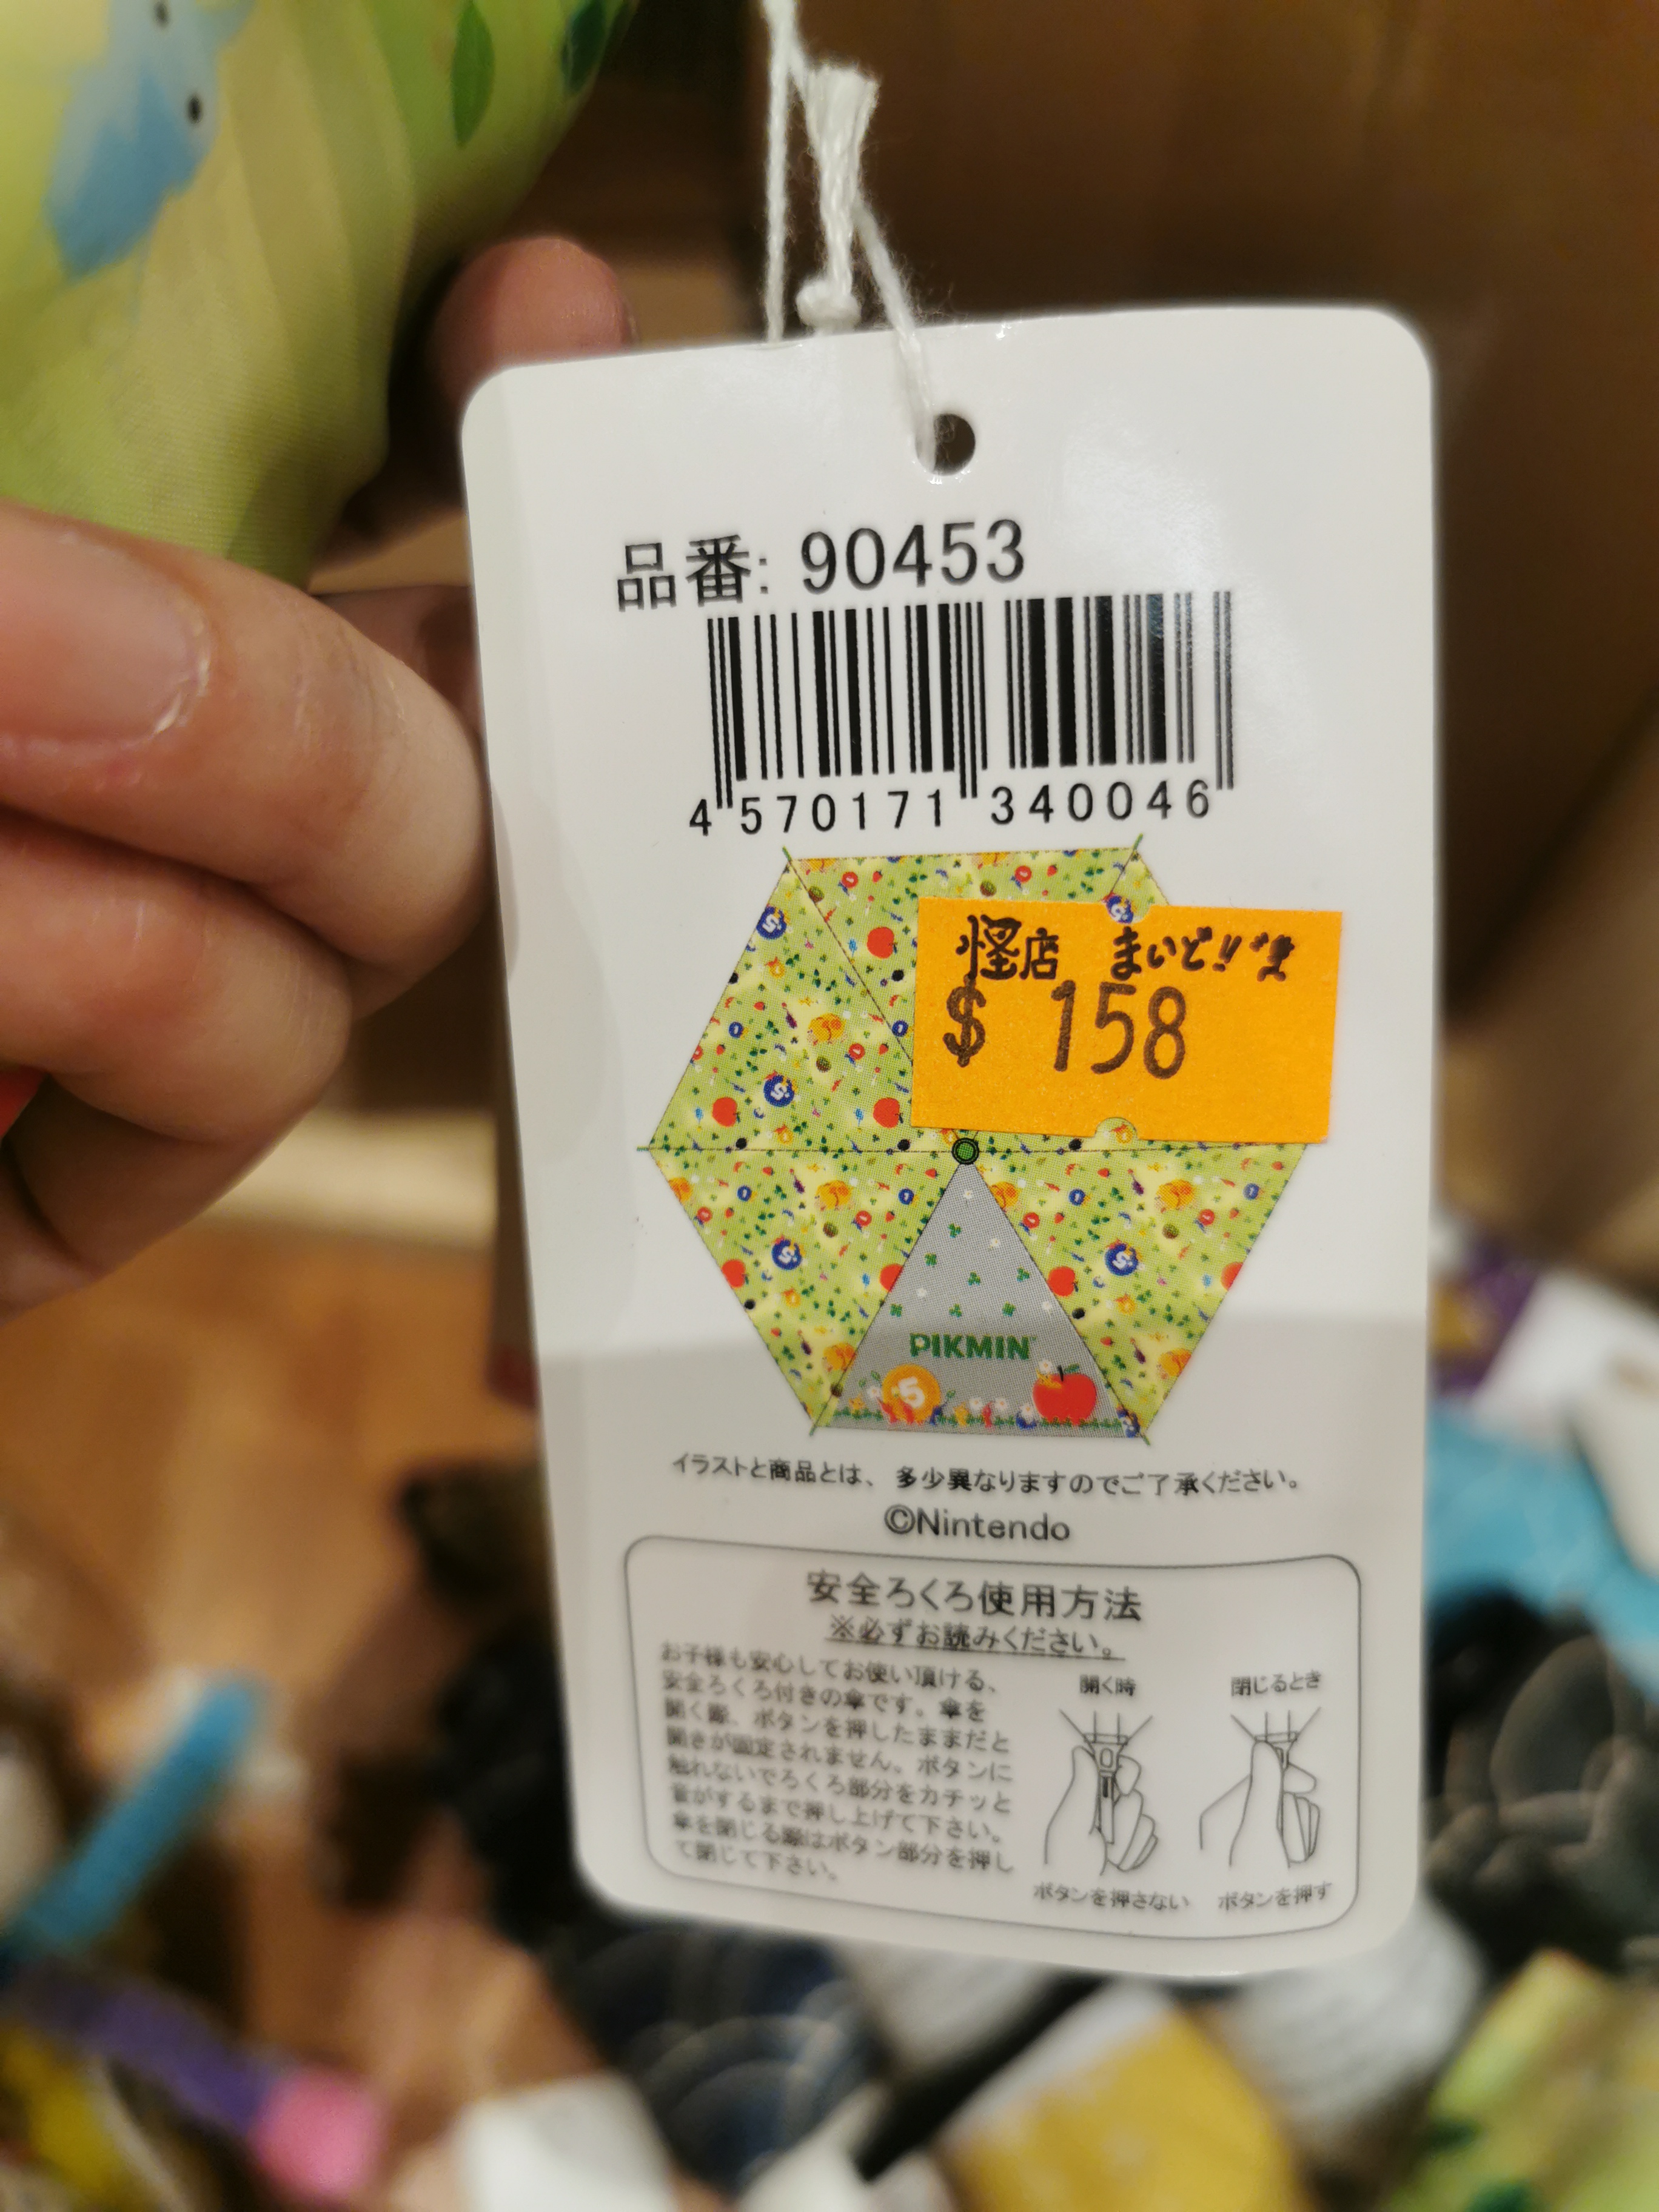 品番: 90453
4 570171 340046
怪店 まいど!!
$ 158
PIKMIN
5
イラストと商品とは、多少異なりますのでご了承ください。
©Nintendo
安全ろくろ使用方法
※必ずお読みください。
お子様も安心してお使い頂ける、
安全ろくろ付きの傘です。傘を
開く際、ボタンを押したままだと
開きが固定されません。ボタンに
触れないでろくろ部分をカチッと
音がするまで押し上げて下さい。
傘を閉じる際はボタン部分を押し
て閉じて下さい。
開く時
ボタンを押さない
閉じるとき
ボタンを押す